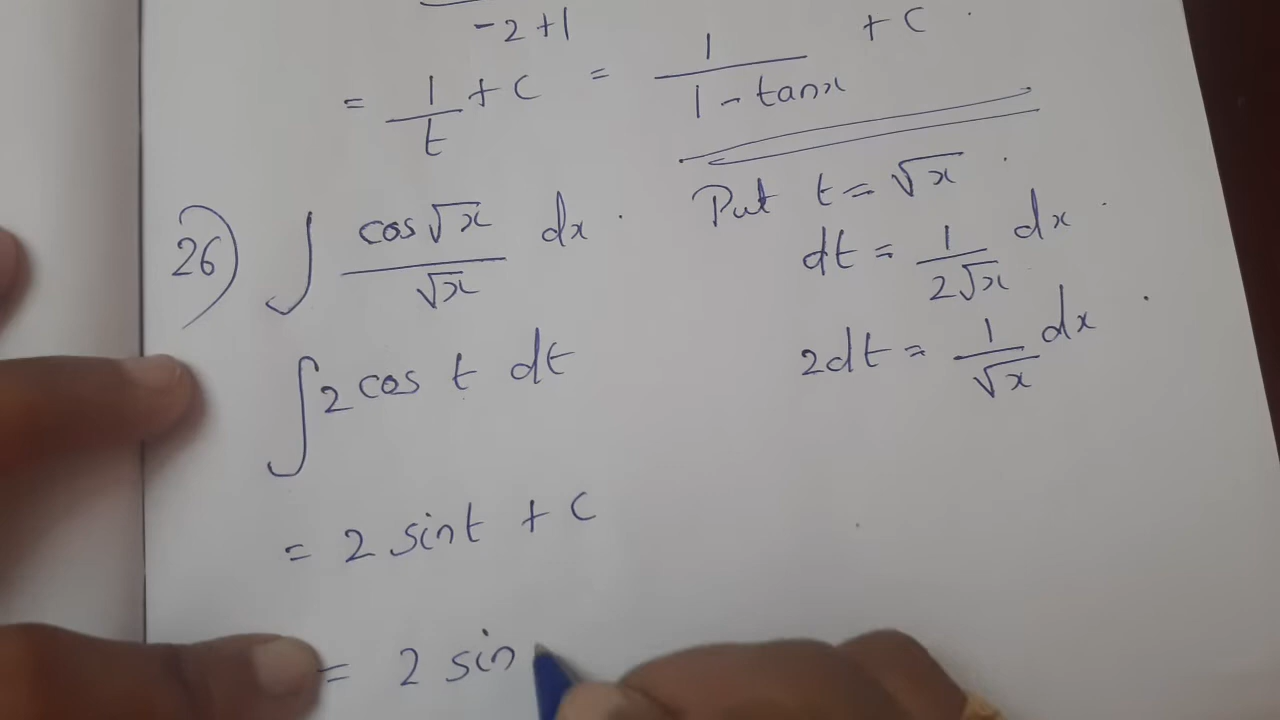 -2+1
= 1/t + C = 1/(1 - tanx) + C .
26) ∫ cos√x/√x dx . Put t = √x .
dt = 1/(2√x) dx .
∫ 2 cos t dt 2dt = 1/√x dx .
= 2 sint + C
= 2 sin